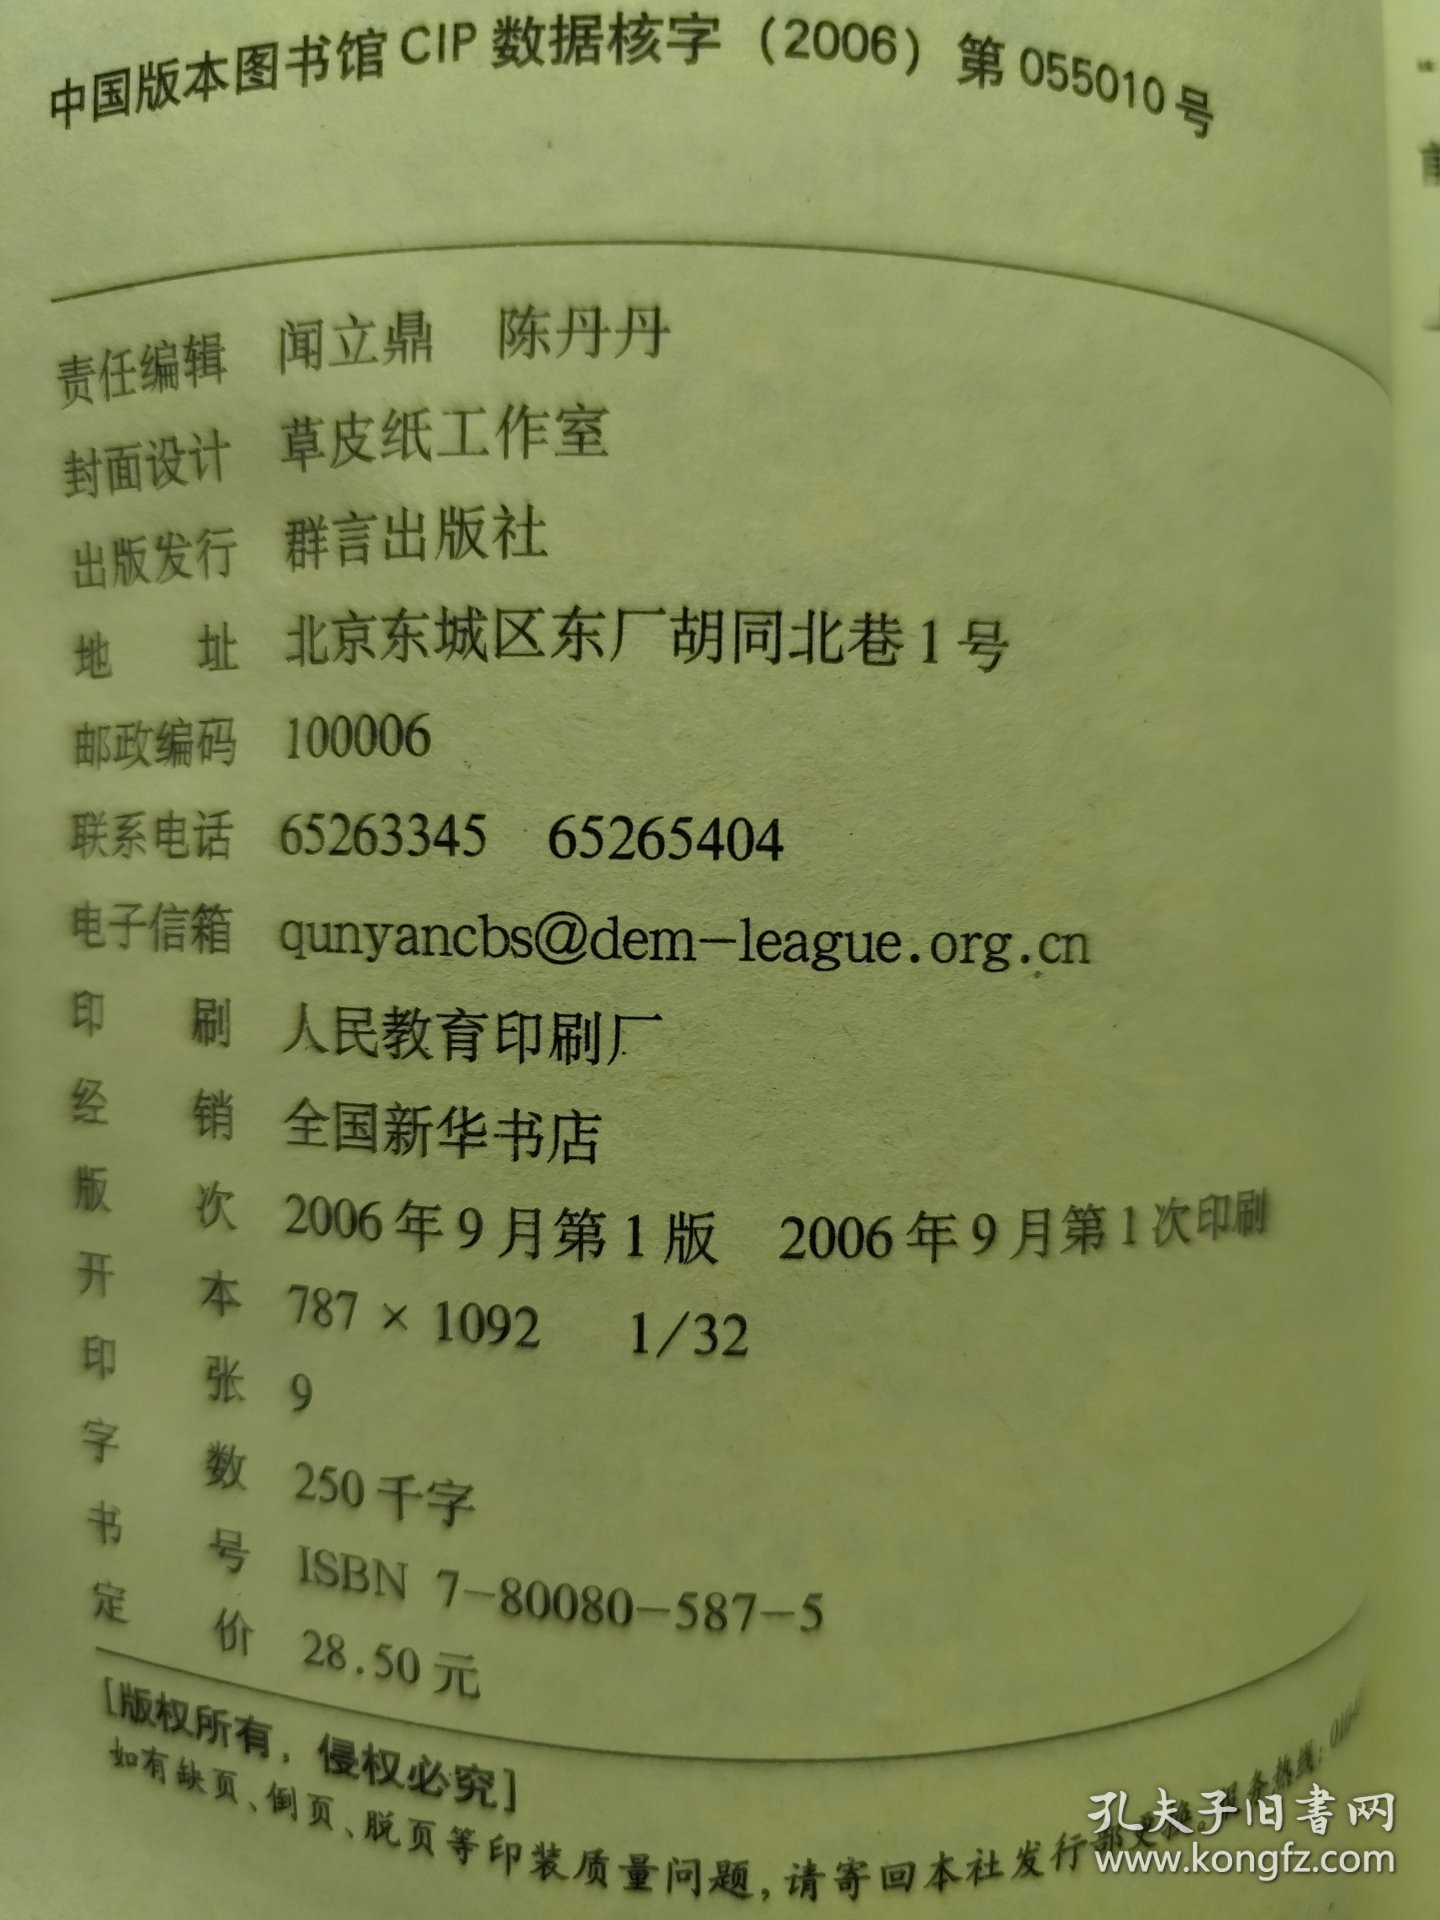 中国版本图书馆CIP数据核字（2006）第055010号
责任编辑 闻立鼎 陈丹丹
封面设计 草皮纸工作室
出版发行 群言出版社
地 址 北京东城区东厂胡同北巷1号
邮政编码 100006
联系电话 65263345 65265404
电子信箱 qunyancbs@dem-league.org.cn
印 刷 人民教育印刷厂
经 销 全国新华书店
版 次 2006年9月第1版 2006年9月第1次印刷
开 本 787×1092 1/32
印 张 9
字 数 250千字
书 号 ISBN 7-80080-587-5
定 价 28.50元
[版权所有，侵权必究]
如有缺页、倒页、脱页等印装质量问题，请寄回本社发行部更换。服务热线：010
孔夫子旧书网
www.kongfz.com